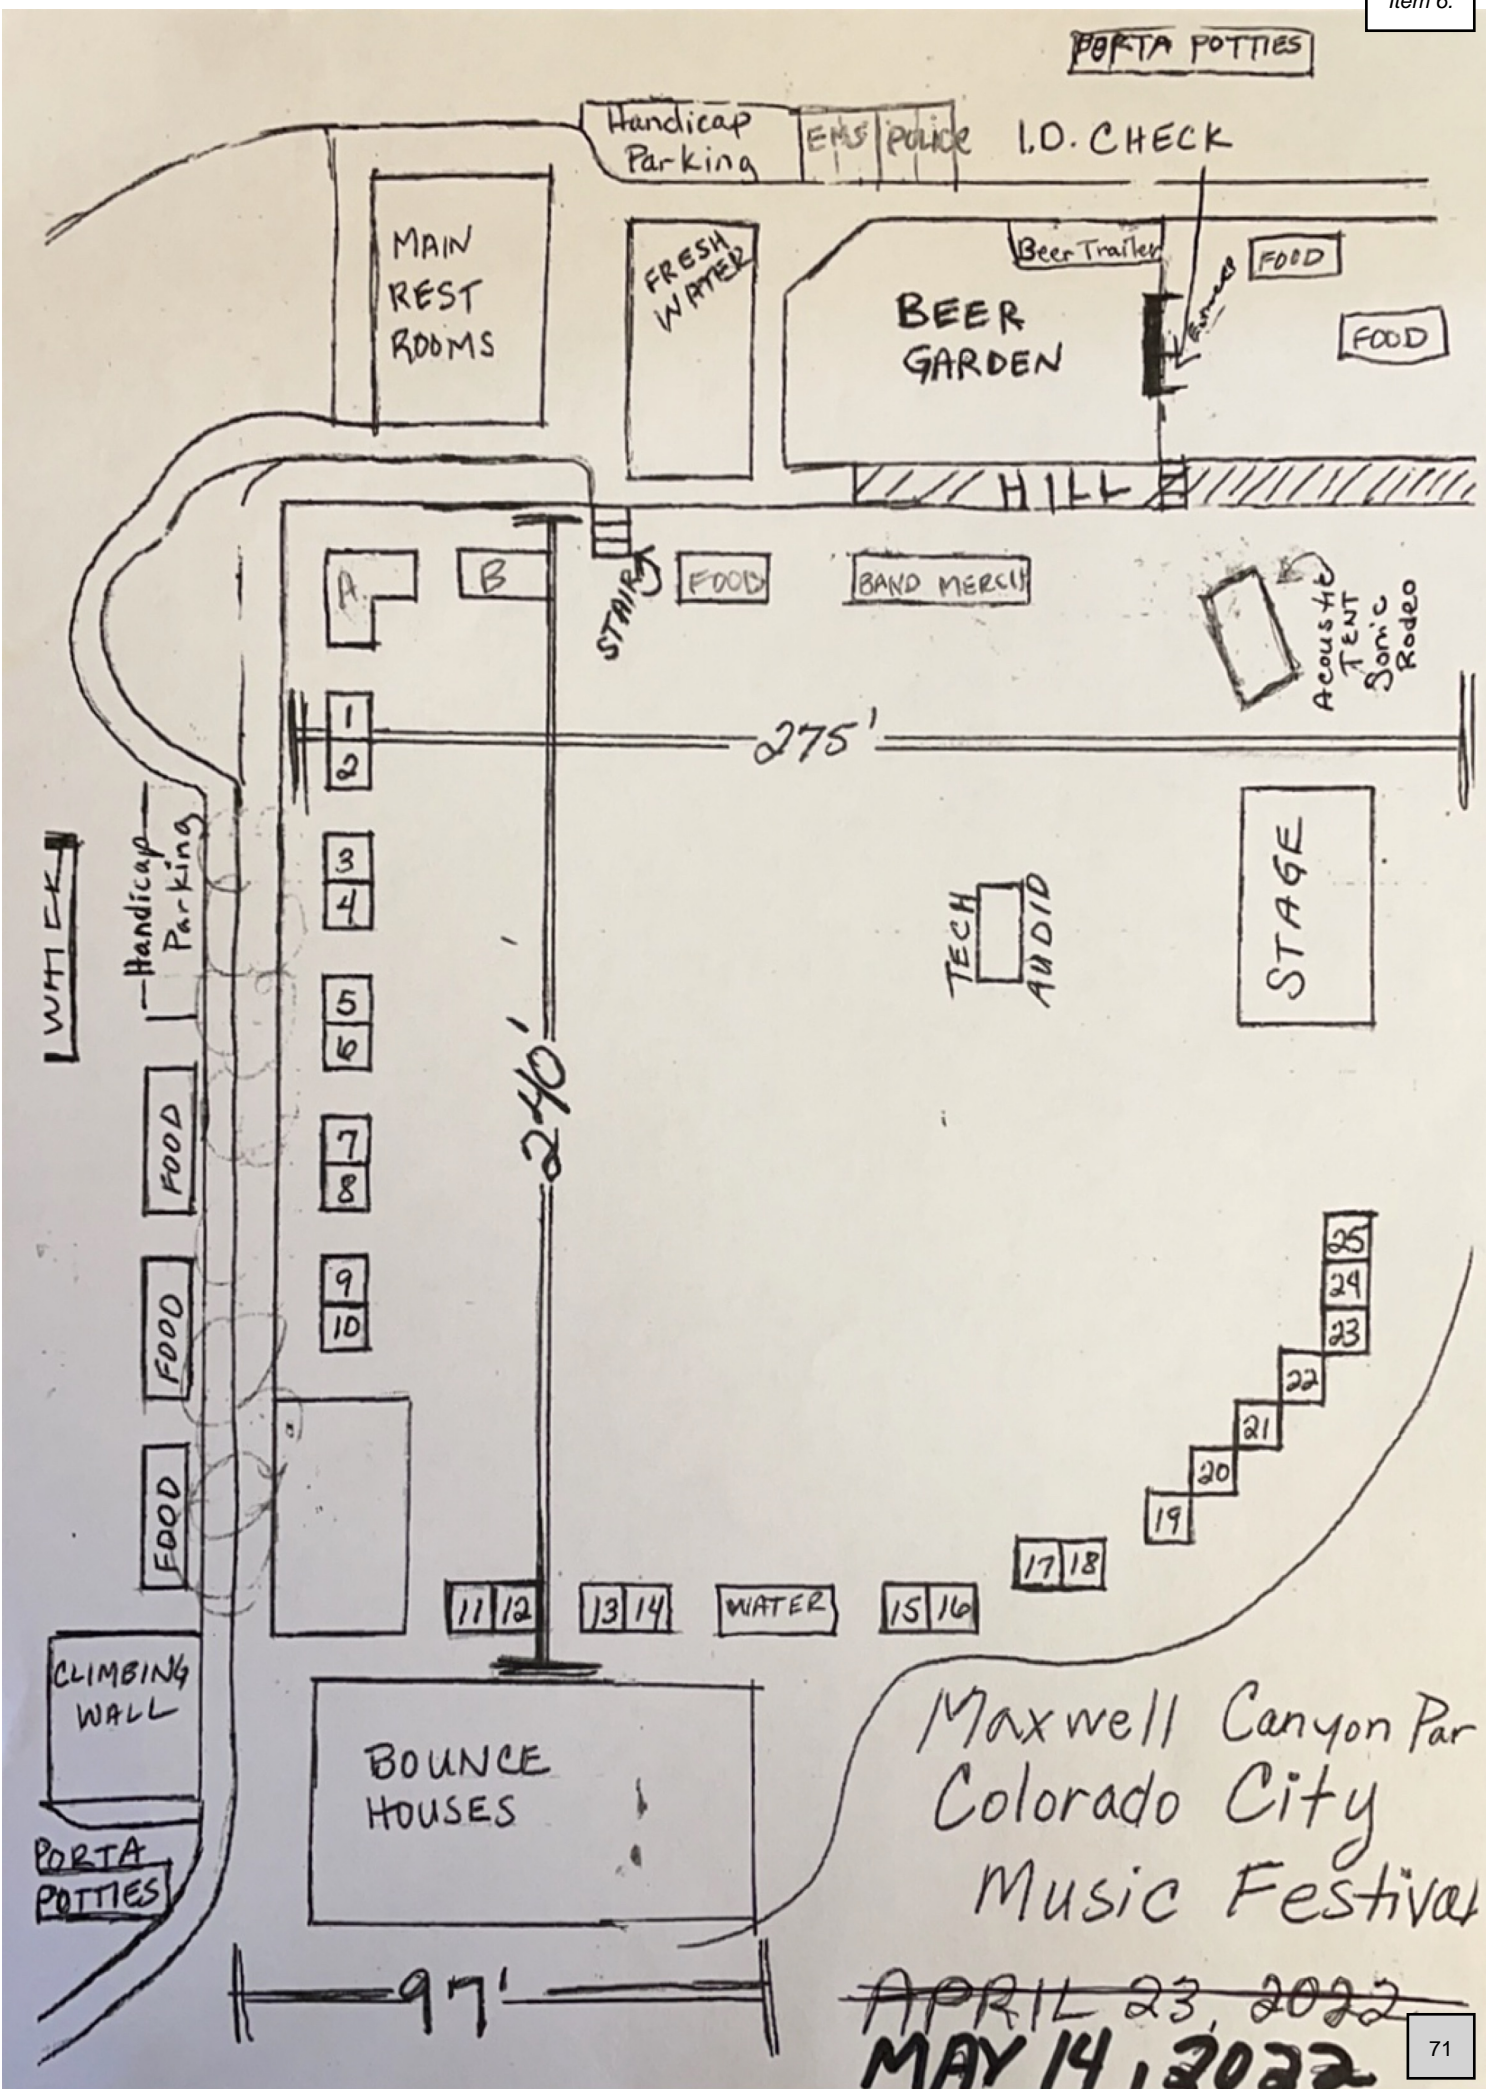 Item 6.
PORTA POTTIES
Handicap
Parking
EMS
POLICE
I.D. CHECK
MAIN
REST
ROOMS
FRESH
WATER
Beer Trailer
BEER
GARDEN
FOOD
FOOD
HILL
A
B
STAIR
FOOD
BAND MERCH
Acoustic
TENT
Sonic
Rodeo
1
2
275'
3
4
Handicap
Parking
TECH
AUDIO
STAGE
5
6
240'
FOOD
7
8
FOOD
9
10
25
24
23
22
21
20
19
FOOD
17 18
11 12
13 14
WATER
15 16
CLIMBING
WALL
BOUNCE
HOUSES
PORTA
POTTIES
97'
Maxwell Canyon Par
Colorado City
Music Festival
APRIL 23, 2022
MAY 14, 2022
71